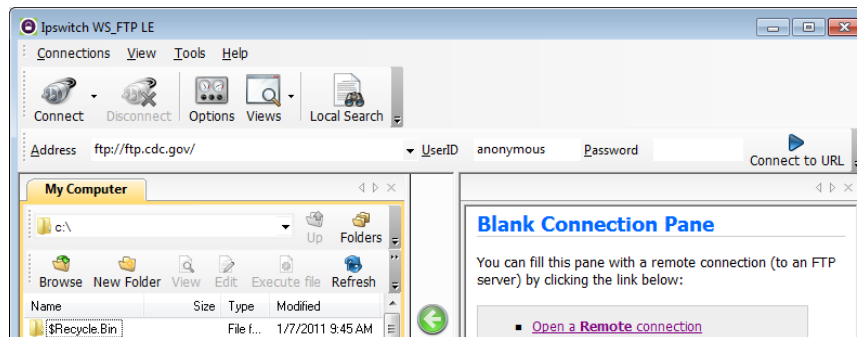 Ipswitch WS_FTP LE
Connections View Tools Help
Connect Disconnect Options Views Local Search
Address ftp://ftp.cdc.gov/ UserID anonymous Password Connect to URL
My Computer
c:\ Up Folders
Browse New Folder View Edit Execute file Refresh
Name Size Type Modified
$Recycle.Bin File f... 1/7/2011 9:45 AM
Blank Connection Pane
You can fill this pane with a remote connection (to an FTP
server) by clicking the link below:
Open a Remote connection